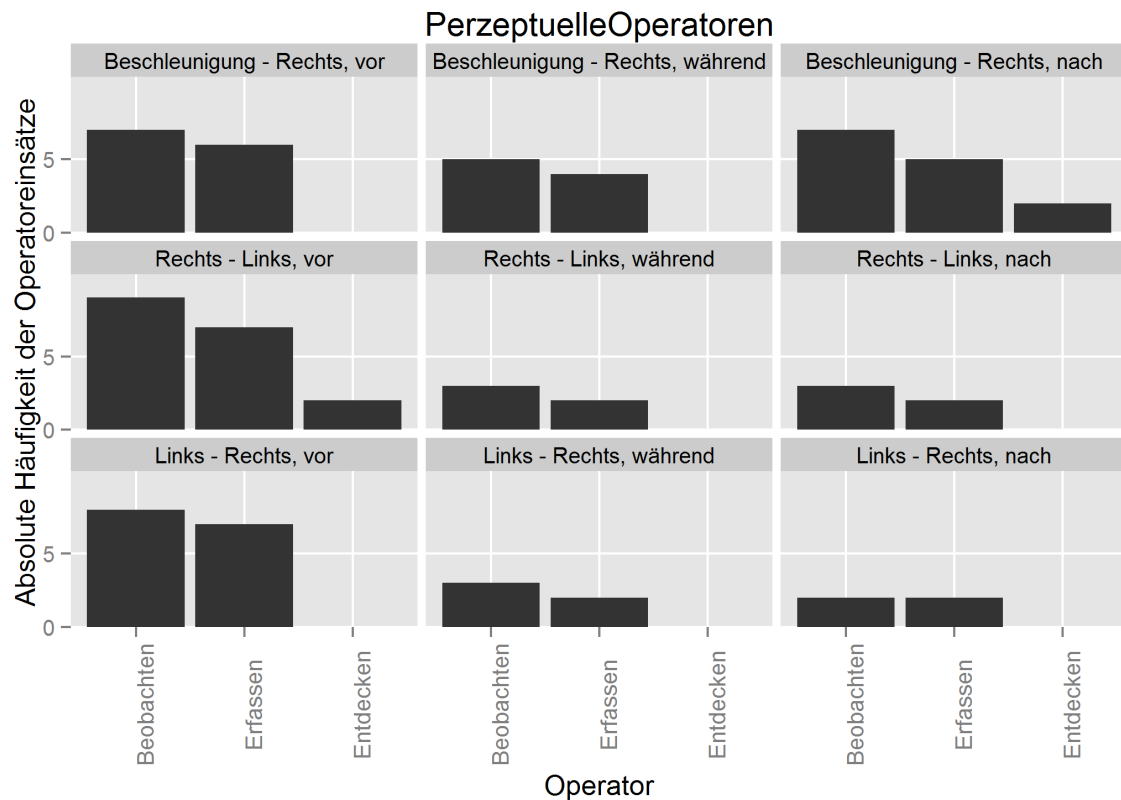 PerzeptuelleOperatoren
Absolute Häufigkeit der Operatoreinsätze
Beschleunigung - Rechts, vor
Beschleunigung - Rechts, während
Beschleunigung - Rechts, nach
5
0
Rechts - Links, vor
Rechts - Links, während
Rechts - Links, nach
5
0
Links - Rechts, vor
Links - Rechts, während
Links - Rechts, nach
5
0
Beobachten
Erfassen
Entdecken
Beobachten
Erfassen
Entdecken
Beobachten
Erfassen
Entdecken
Operator